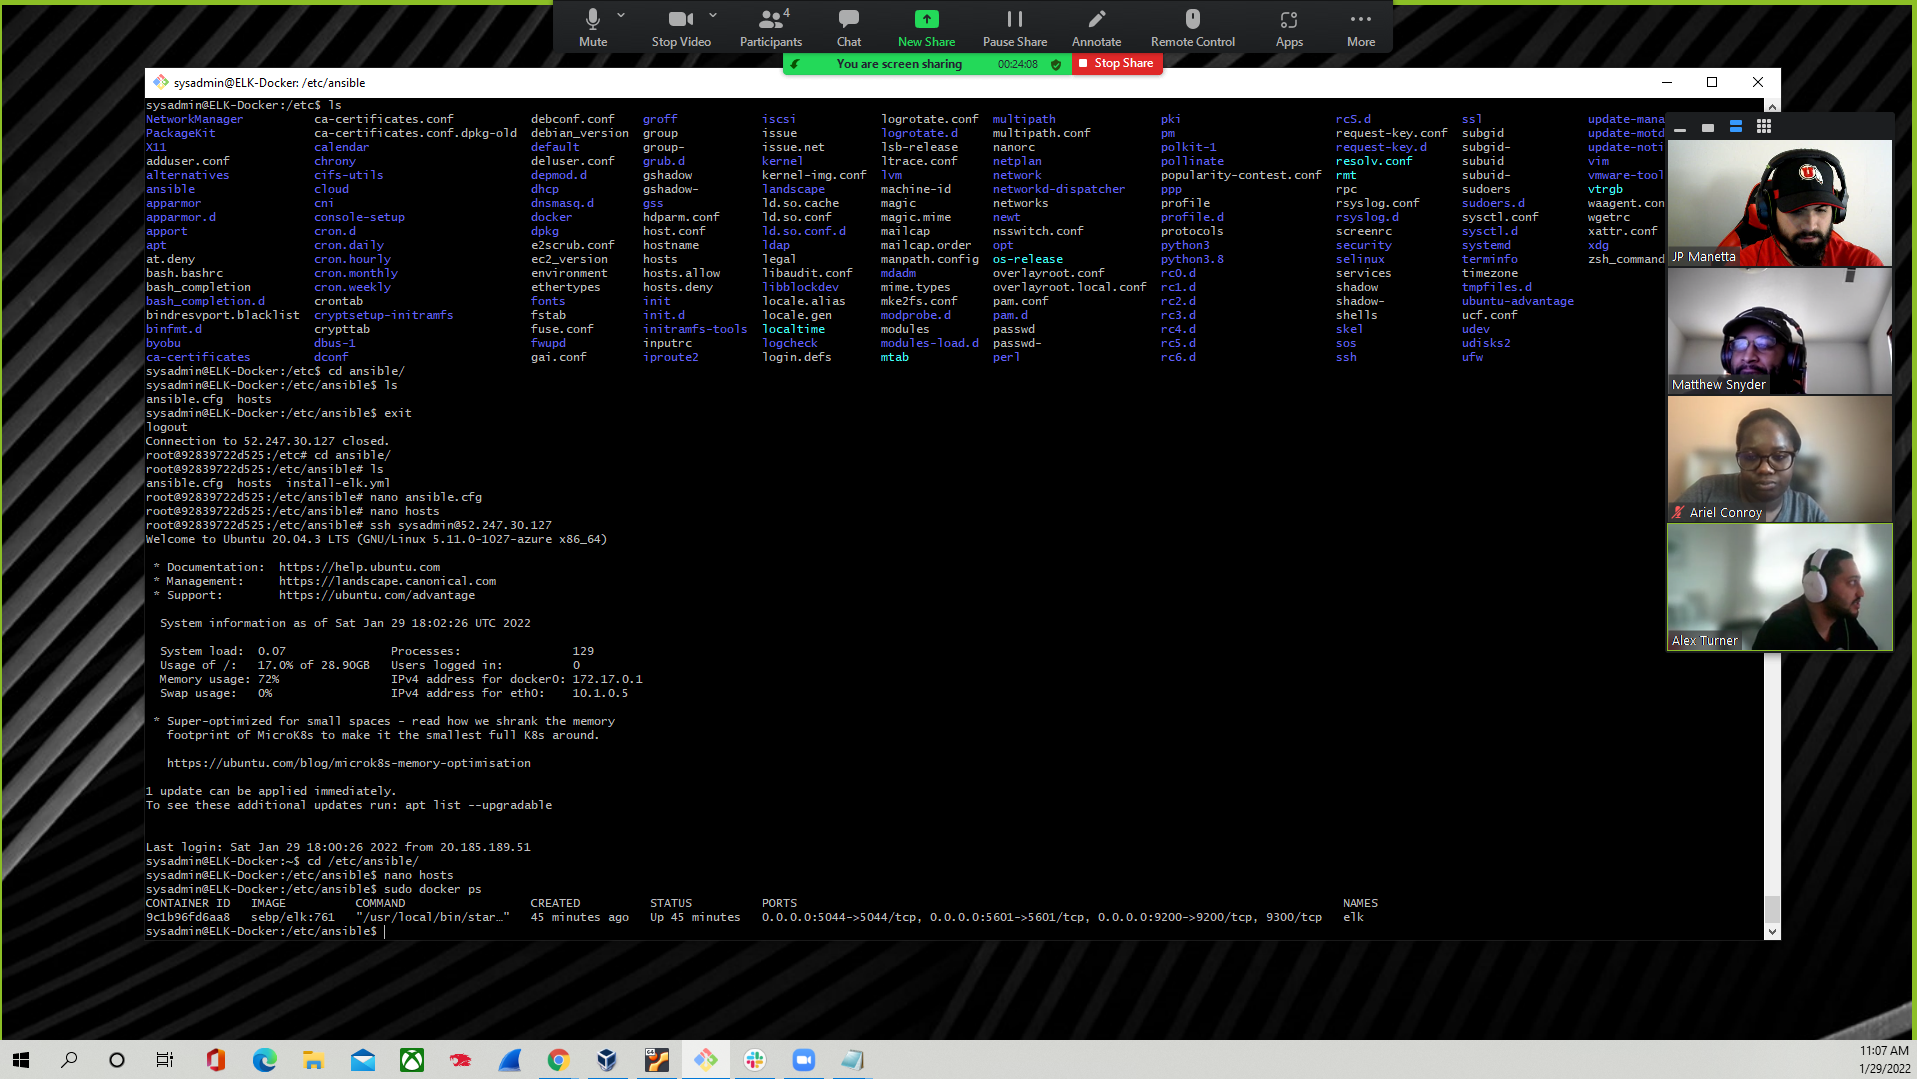 Mute
Stop Video
Participants
4
Chat
New Share
Pause Share
Annotate
Remote Control
Apps
More
You are screen sharing 00:24:08 Stop Share
sysadmin@ELK-Docker: /etc/ansible
sysadmin@ELK-Docker:/etc$ ls
NetworkManager ca-certificates.conf debconf.conf groff iscsi logrotate.conf multipath pki rcS.d ssl update-mana
PackageKit ca-certificates.conf.dpkg-old debian_version group issue logrotate.d multipath.conf pm request-key.conf subgid update-motd
X11 calendar default group- issue.net lsb-release nanorc polkit-1 request-key.d subgid- update-noti
adduser.conf chrony deluser.conf grub.d kernel ltrace.conf netplan pollinate resolv.conf subuid vim
alternatives cifs-utils depmod.d gshadow kernel-img.conf lvm network popularity-contest.conf rmt subuid- vmware-tool
ansible cloud dhcp gshadow- landscape machine-id networkd-dispatcher ppp rpc sudoers vtrgb
apparmor cni dnsmasq.d gss ld.so.cache magic networks profile rsyslog.conf sudoers.d waagent.con
apparmor.d console-setup docker hdparm.conf ld.so.conf magic.mime newt profile.d rsyslog.d sysctl.conf wgetrc
apport cron.d dpkg host.conf ld.so.conf.d mailcap nsswitch.conf protocols screenrc sysctl.d xattr.conf
apt cron.daily e2scrub.conf hostname ldap mailcap.order opt python3 security systemd xdg
at.deny cron.hourly ec2_version hosts legal manpath.config os-release python3.8 selinux terminfo zsh_command
bash.bashrc cron.monthly environment hosts.allow libaudit.conf mdadm overlayroot.conf rc0.d services timezone
bash_completion cron.weekly ethertypes hosts.deny libblockdev mime.types overlayroot.local.conf rc1.d shadow tmpfiles.d
bash_completion.d crontab fonts init locale.alias mke2fs.conf pam.conf rc2.d shadow- ubuntu-advantage
bindresvport.blacklist cryptsetup-initramfs fstab init.d locale.gen modprobe.d pam.d rc3.d shells ucf.conf
binfmt.d crypttab fuse.conf initramfs-tools localtime modules passwd rc4.d skel udev
byobu dbus-1 fwupd inputrc logcheck modules-load.d passwd- rc5.d sos udisks2
ca-certificates dconf gai.conf iproute2 login.defs mtab perl rc6.d ssh ufw
sysadmin@ELK-Docker:/etc$ cd ansible/
sysadmin@ELK-Docker:/etc/ansible$ ls
ansible.cfg hosts
sysadmin@ELK-Docker:/etc/ansible$ exit
logout
Connection to 52.247.30.127 closed.
root@92839722d525:/etc# cd ansible/
root@92839722d525:/etc/ansible# ls
ansible.cfg hosts install-elk.yml
root@92839722d525:/etc/ansible# nano ansible.cfg
root@92839722d525:/etc/ansible# nano hosts
root@92839722d525:/etc/ansible# ssh sysadmin@52.247.30.127
Welcome to Ubuntu 20.04.3 LTS (GNU/Linux 5.11.0-1027-azure x86_64)
* Documentation: https://help.ubuntu.com
* Management: https://landscape.canonical.com
* Support: https://ubuntu.com/advantage
System information as of Sat Jan 29 18:02:26 UTC 2022
System load: 0.07 Processes: 129
Usage of /: 17.0% of 28.90GB Users logged in: 0
Memory usage: 72% IPv4 address for docker0: 172.17.0.1
Swap usage: 0% IPv4 address for eth0: 10.1.0.5
* Super-optimized for small spaces - read how we shrank the memory
footprint of MicroK8s to make it the smallest full K8s around.
https://ubuntu.com/blog/microk8s-memory-optimisation
1 update can be applied immediately.
To see these additional updates run: apt list --upgradable
Last login: Sat Jan 29 18:00:26 2022 from 20.185.189.51
sysadmin@ELK-Docker:~$ cd /etc/ansible/
sysadmin@ELK-Docker:/etc/ansible$ nano hosts
sysadmin@ELK-Docker:/etc/ansible$ sudo docker ps
CONTAINER ID IMAGE COMMAND CREATED STATUS PORTS NAMES
9c1b96fd6aa8 sebp/elk:761 "/usr/local/bin/star…" 45 minutes ago Up 45 minutes 0.0.0.0:5044->5044/tcp, 0.0.0.0:5601->5601/tcp, 0.0.0.0:9200->9200/tcp, 9300/tcp elk
sysadmin@ELK-Docker:/etc/ansible$
JP Manetta
Matthew Snyder
Ariel Conroy
Alex Turner
11:07 AM
1/29/2022